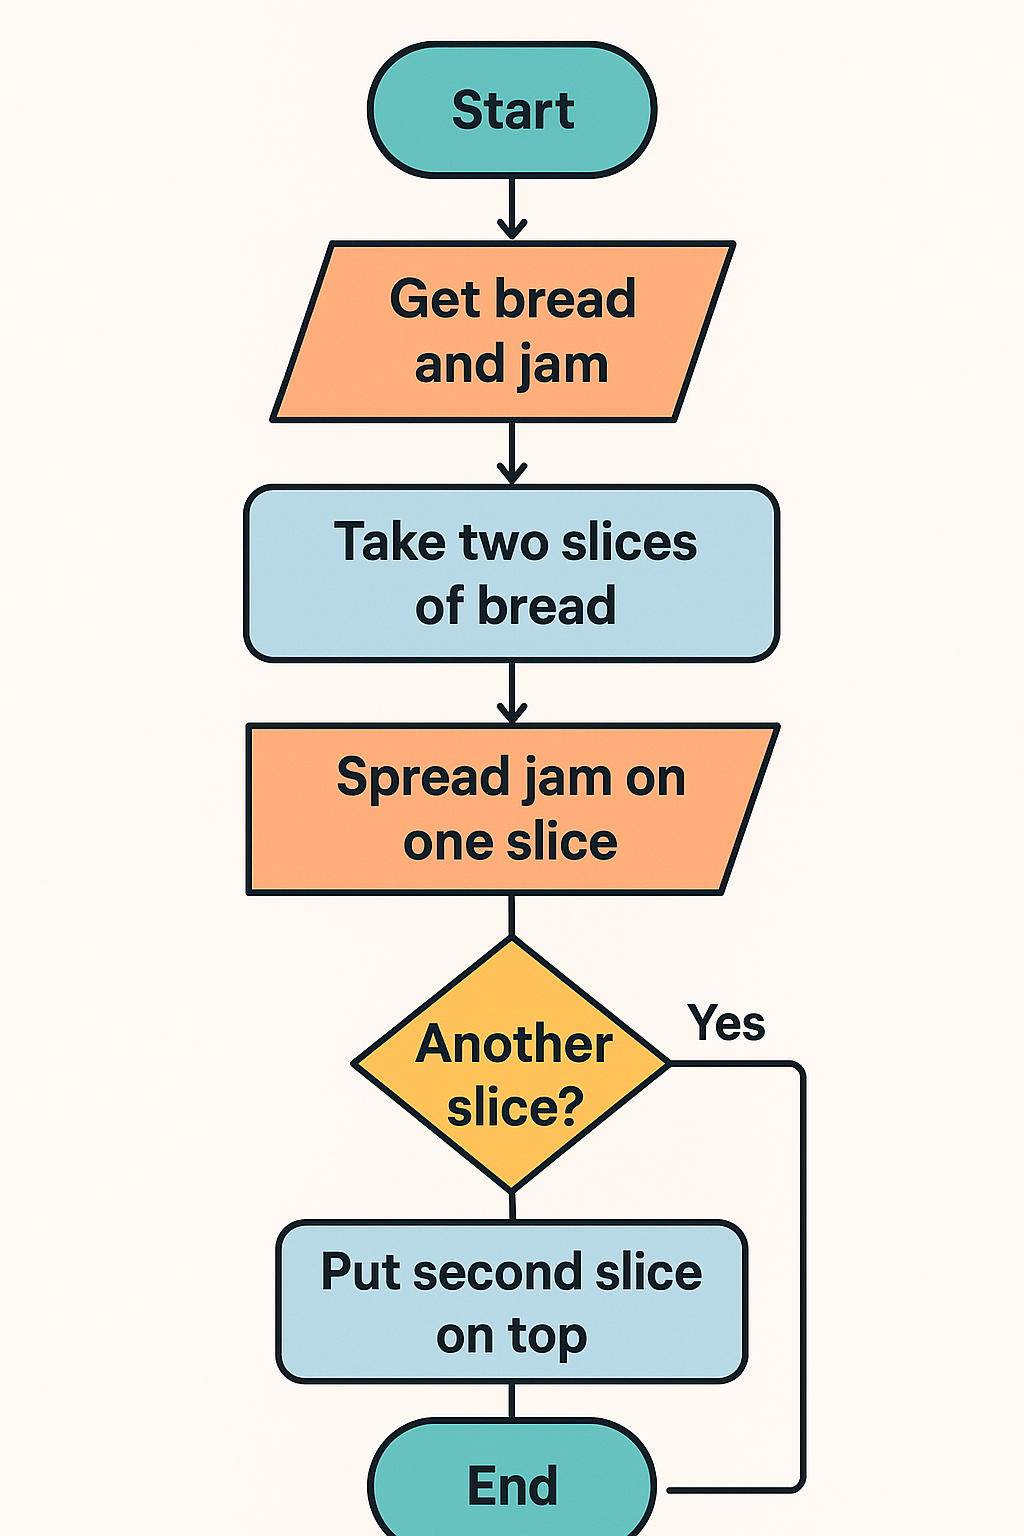 Start
Get bread
and jam
Take two slices
of bread
Spread jam on
one slice
Another
slice?
Yes
Put second slice
on top
End